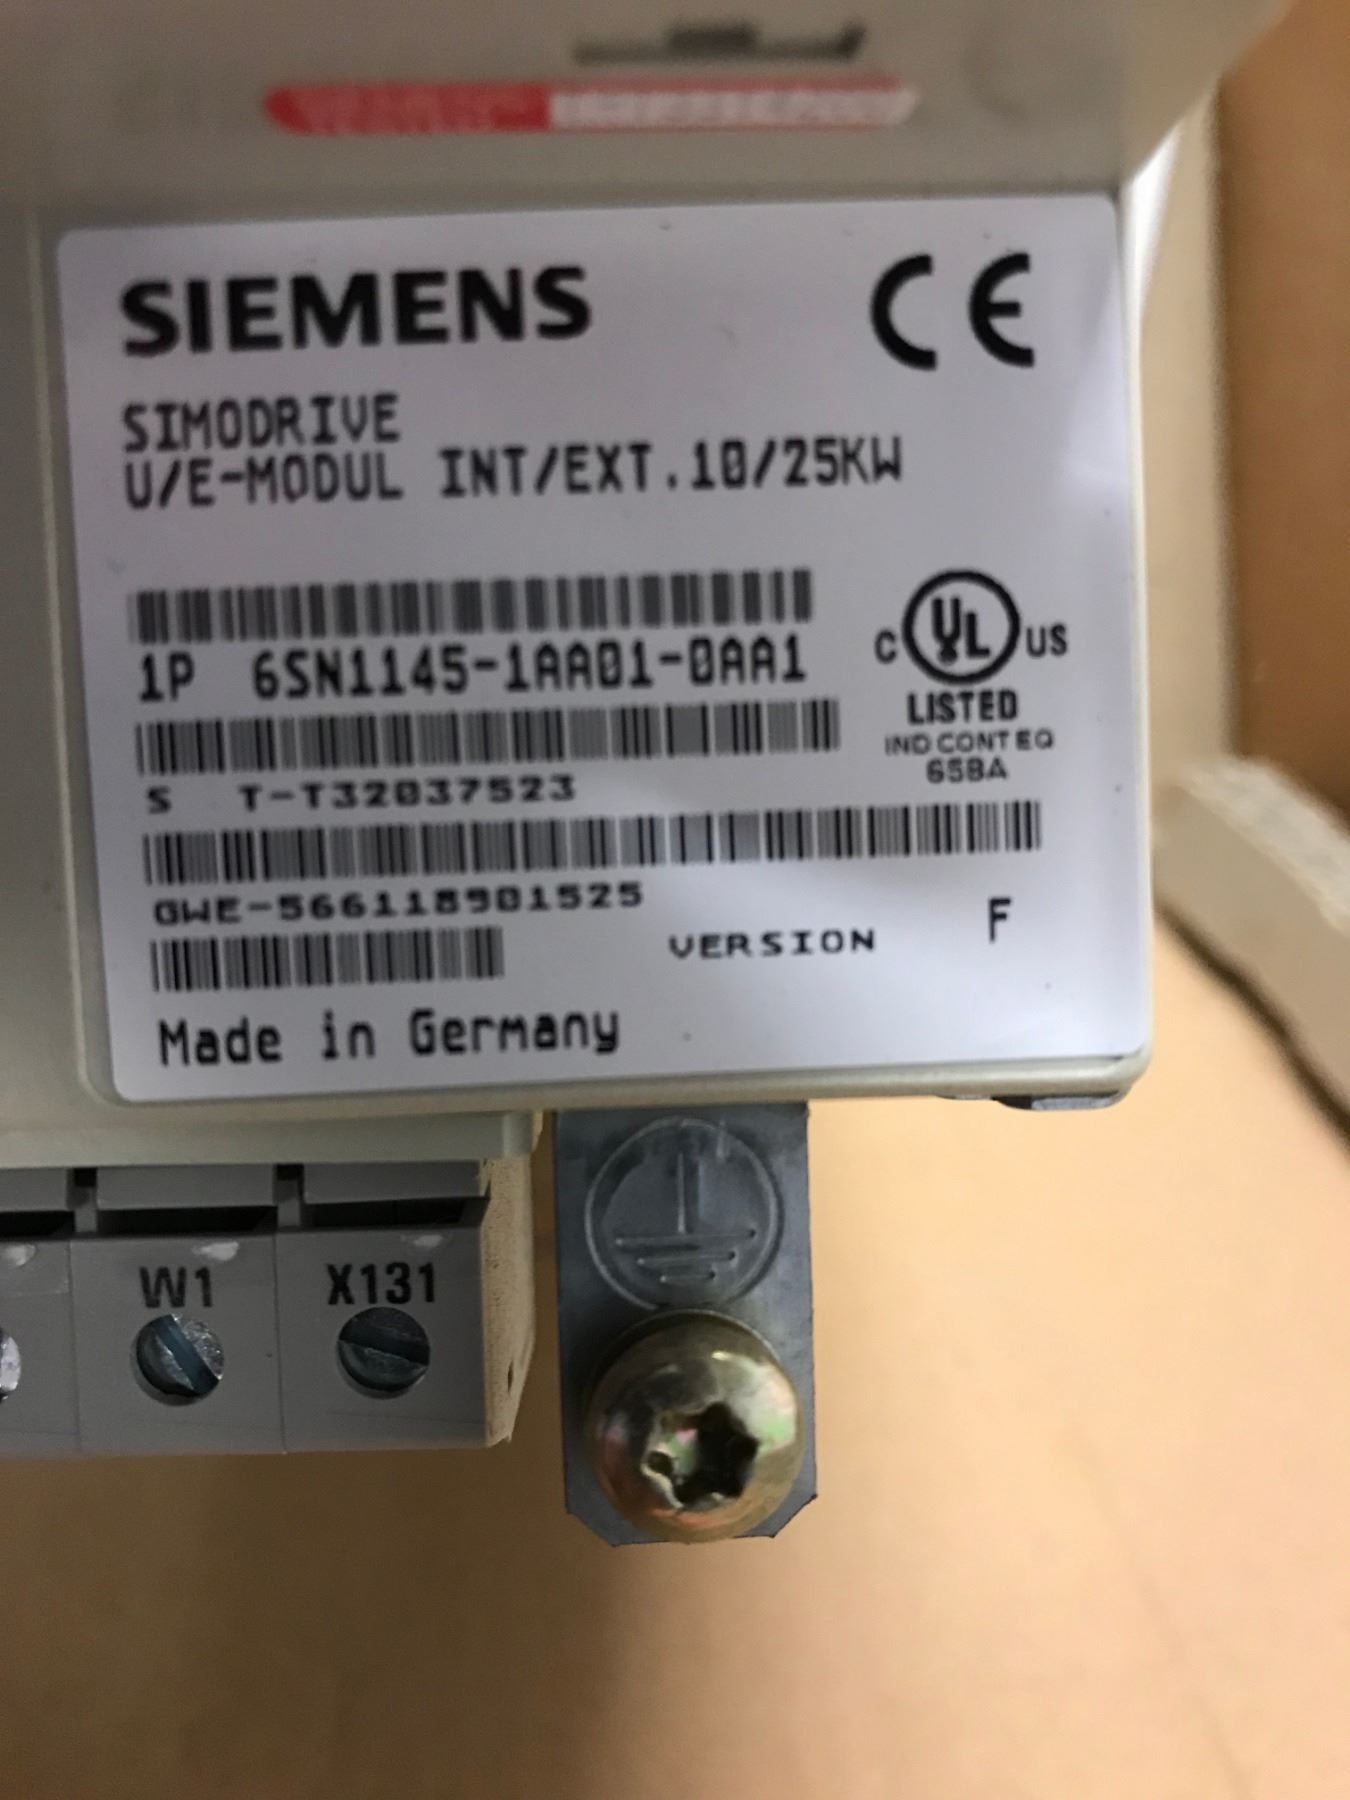 SIEMENS
CE
SIMODRIVE
U/E-MODUL INT/EXT.10/25KW
1P 6SN1145-1AA01-0AA1
C UL US
LISTED
IND CONT EQ
658A
S T-T32037523
GWE-566118901525
VERSION F
Made in Germany
W1 X131